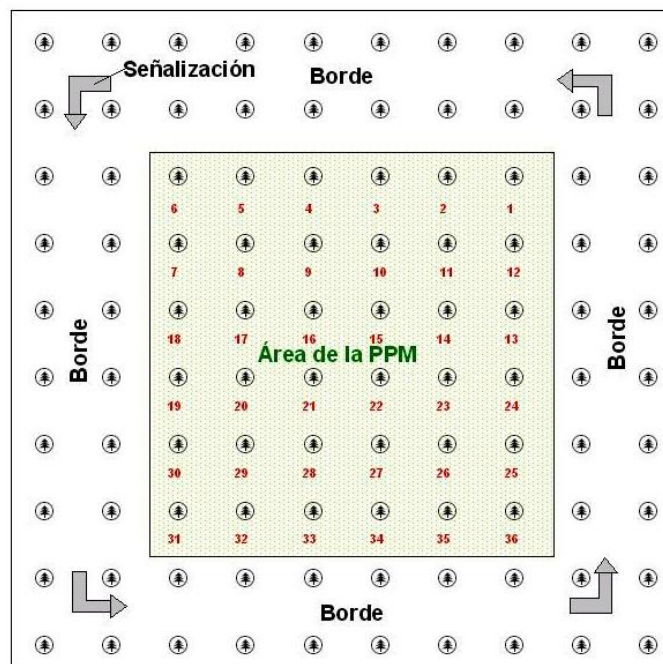 Señalización
Borde
6 5 4 3 2 1
7 8 9 10 11 12
Borde
18 17 16 15 14 13
Borde
Área de la PPM
19 20 21 22 23 24
30 29 28 27 26 25
31 32 33 34 35 36
Borde